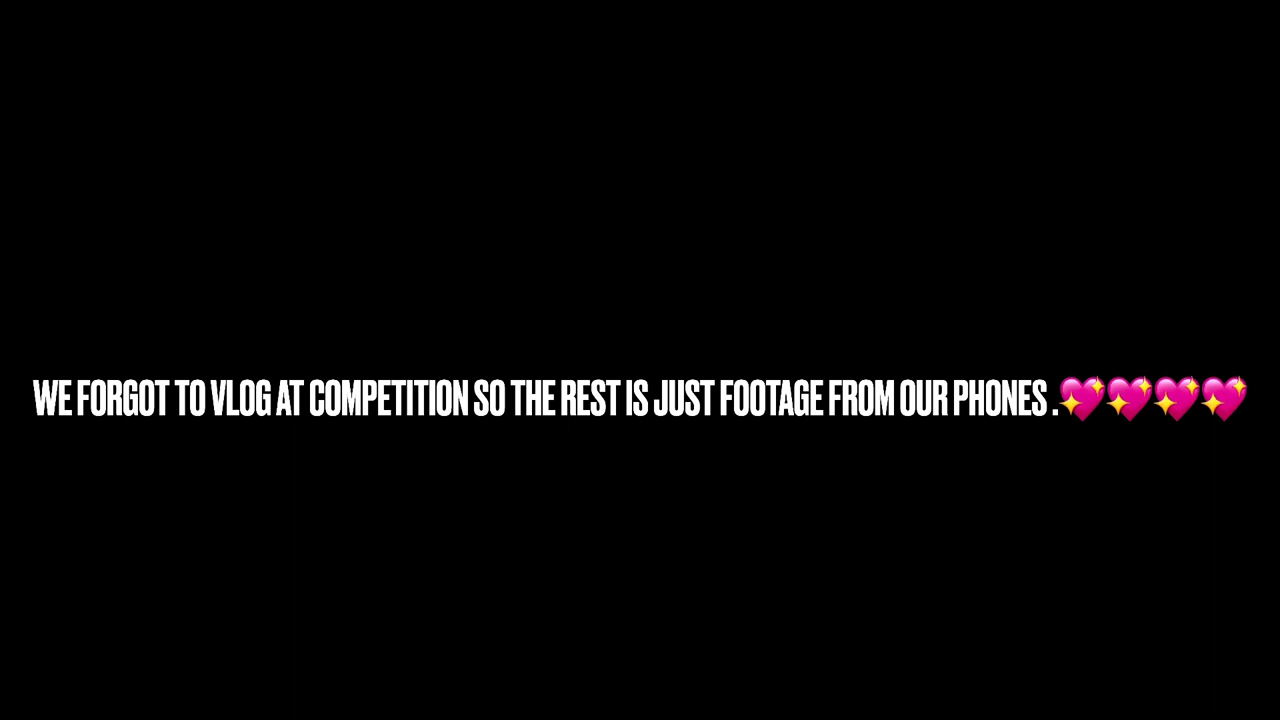 WE FORGOT TO VLOG AT COMPETITION SO THE REST IS JUST FOOTAGE FROM OUR PHONES .💖💖💖💖